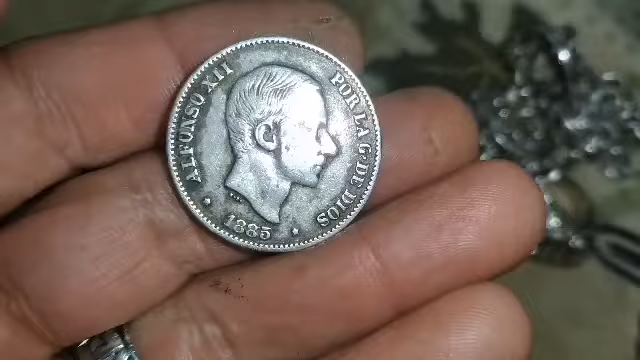 ALFONSO XII POR LA G. DE DIOS
* 1885 *